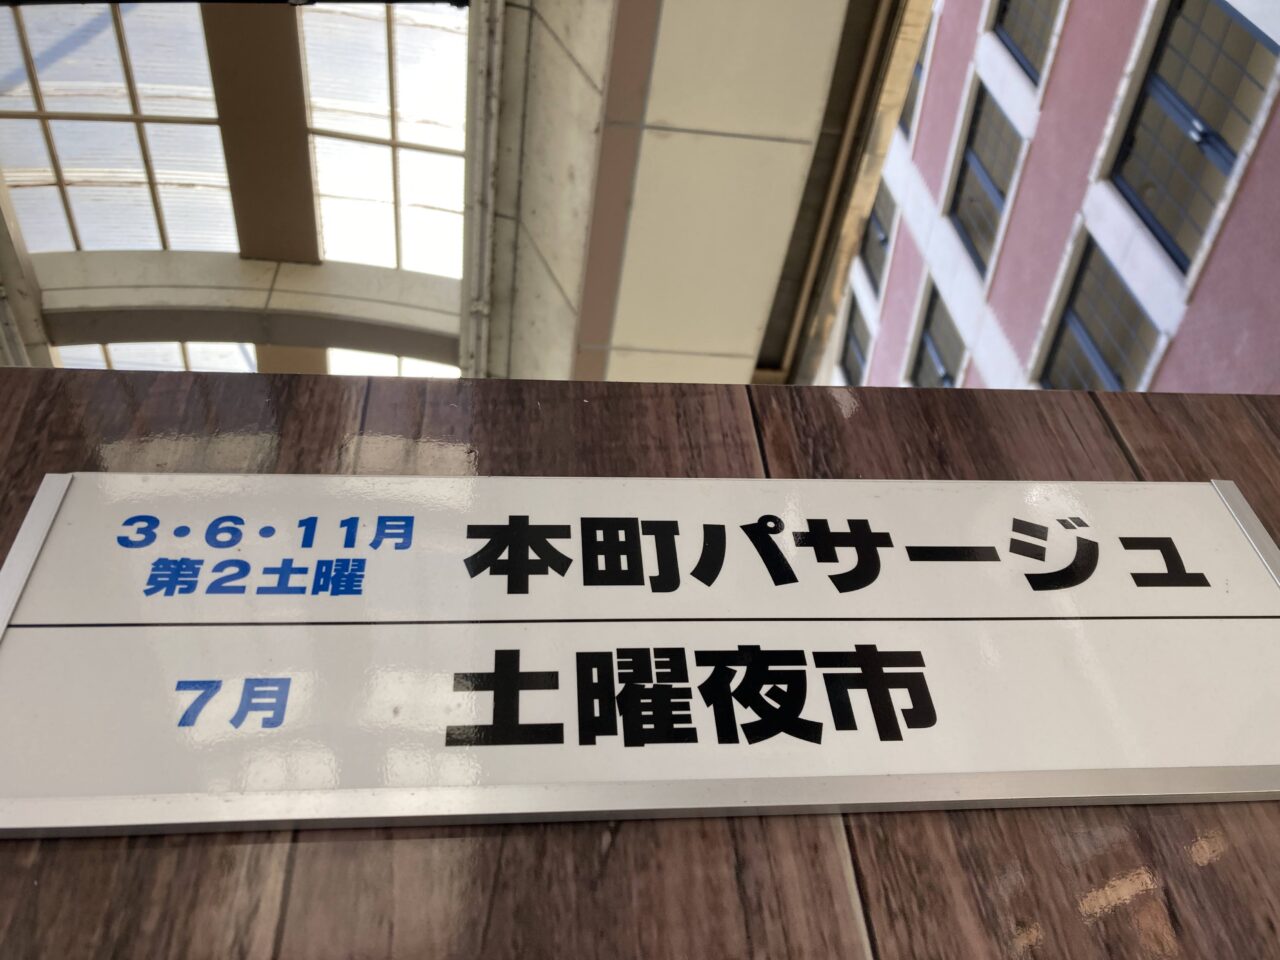 3・6・11月
第2土曜
本町パサージュ
7月
土曜夜市